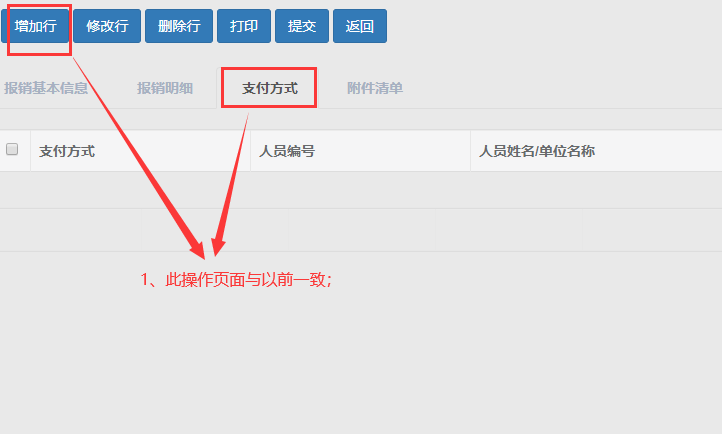 增加行 修改行 删除行 打印 提交 返回
报销基本信息 报销明细 支付方式 附件清单
支付方式 人员编号 人员姓名/单位名称
1、此操作页面与以前一致；